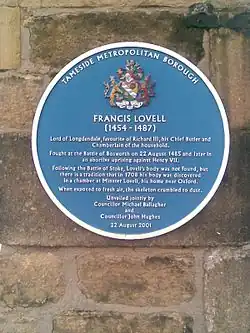 TAMESIDE METROPOLITAN BOROUGH
FRANCIS LOVELL
(1454-1487)
Lord of Longdendale, favourite of Richard III, his Chief Butler and
Chamberlain of the household.
Fought at the Battle of Bosworth on 22 August 1485 and later in
an abortive uprising against Henry VII.
Following the Battle of Stoke, Lovell's body was not found, but
there is a tradition that in 1708 his body was discovered
in a chamber at Minster Lovell, his home near Oxford.
When exposed to fresh air, the skeleton crumbled to dust.
Unveiled jointly by
Councillor Michael Ballagher
and
Councillor John Hughes
22 August 2001